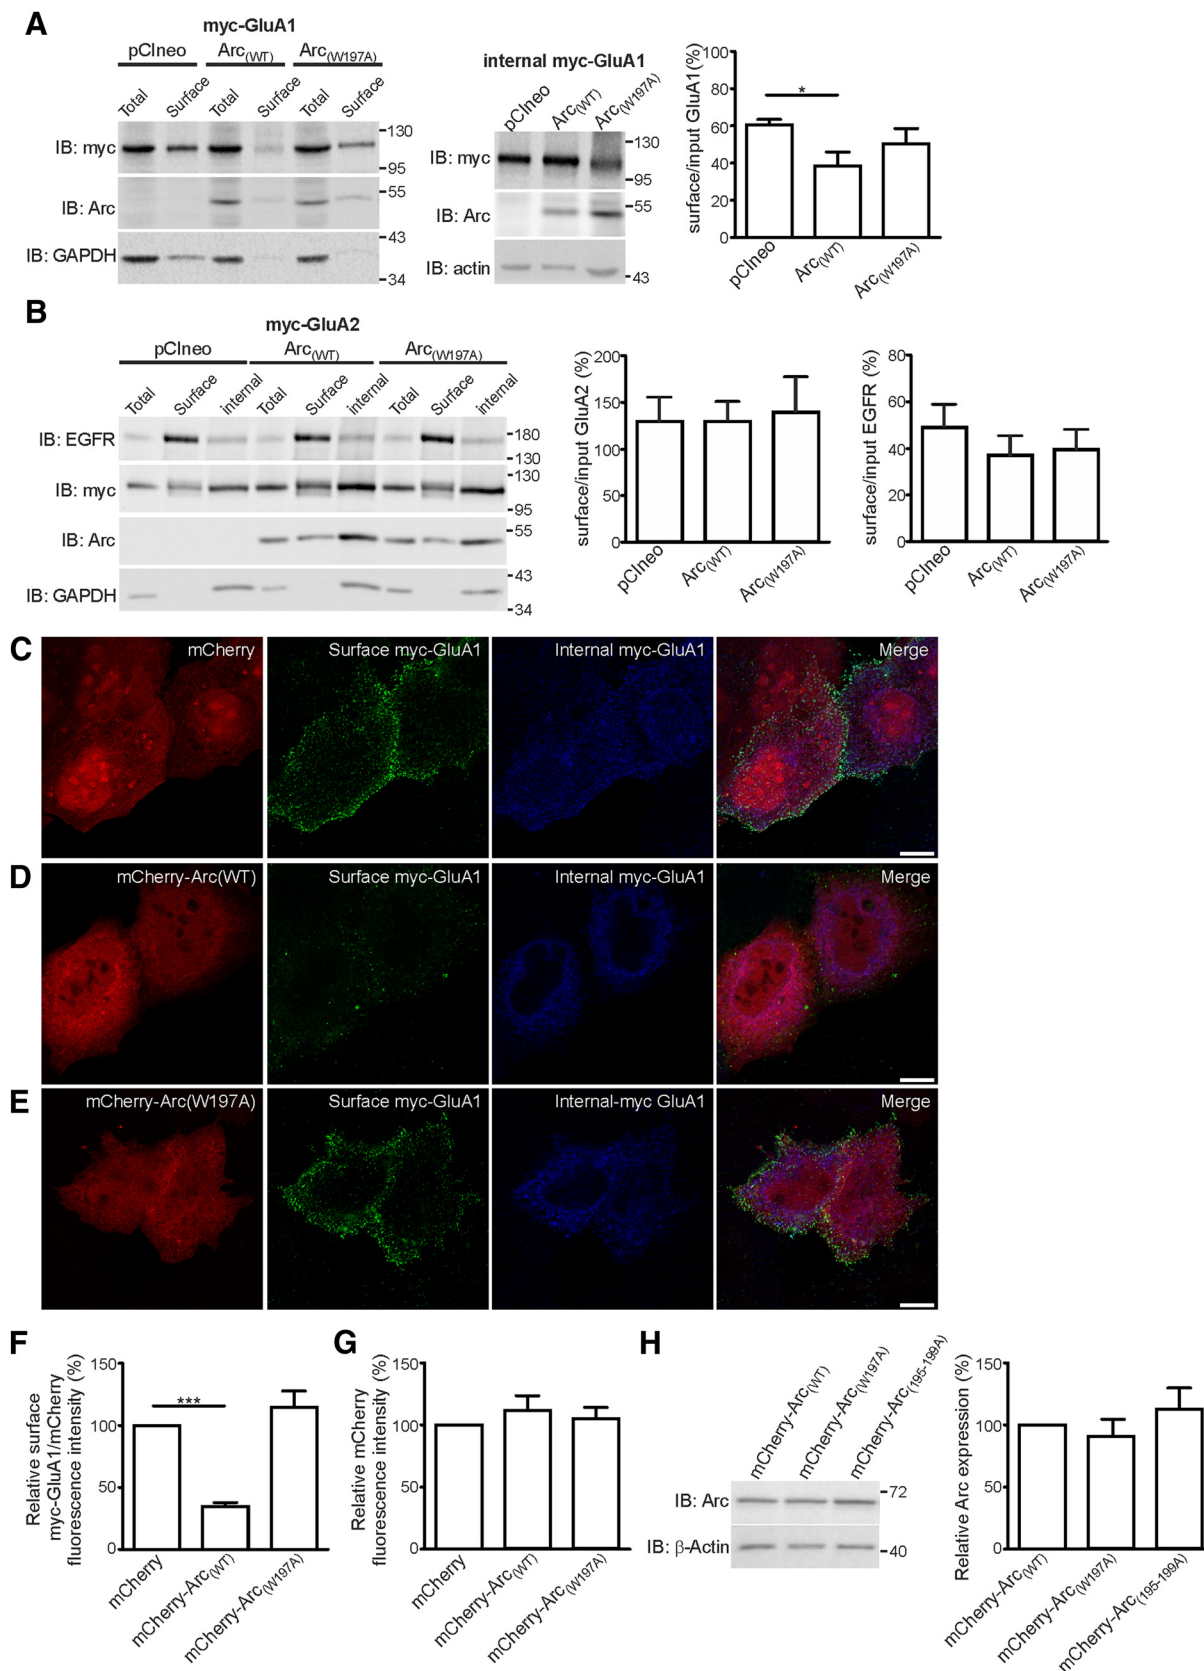 A
myc-GluA1
pCIneo Arc(WT) Arc(W197A)
Total Surface Total Surface Total Surface
IB: myc
130
95
IB: Arc
55
IB: GAPDH
43
34
internal myc-GluA1
pCIneo Arc(WT) Arc(W197A)
IB: myc
130
95
IB: Arc
55
IB: actin
43
surface/input GluA1(%)
100
80
60
40
20
0
*
pCIneo Arc(WT) Arc(W197A)
B
myc-GluA2
pCIneo Arc(WT) Arc(W197A)
Total Surface internal Total Surface internal Total Surface internal
IB: EGFR
180
130
IB: myc
130
95
IB: Arc
55
IB: GAPDH
43
34
surface/input GluA2 (%)
200
150
100
50
0
pCIneo Arc(WT) Arc(W197A)
surface/input EGFR (%)
80
60
40
20
0
pCIneo Arc(WT) Arc(W197A)
C
mCherry Surface myc-GluA1 Internal myc-GluA1 Merge
D
mCherry-Arc(WT) Surface myc-GluA1 Internal myc-GluA1 Merge
E
mCherry-Arc(W197A) Surface myc-GluA1 Internal-myc GluA1 Merge
F
Relative surface
myc-GluA1/mCherry
fluorescence intensity (%)
150
100
50
0
***
mCherry mCherry-Arc(WT) mCherry-Arc(W197A)
G
Relative mCherry
fluorescence intensity (%)
150
100
50
0
mCherry mCherry-Arc(WT) mCherry-Arc(W197A)
H
mCherry-Arc(WT) mCherry-Arc(W197A) mCherry-Arc(195-199A)
IB: Arc
72
IB: β-Actin
40
Relative Arc expression (%)
150
100
50
0
mCherry-Arc(WT) mCherry-Arc(W197A) mCherry-Arc(195-199A)